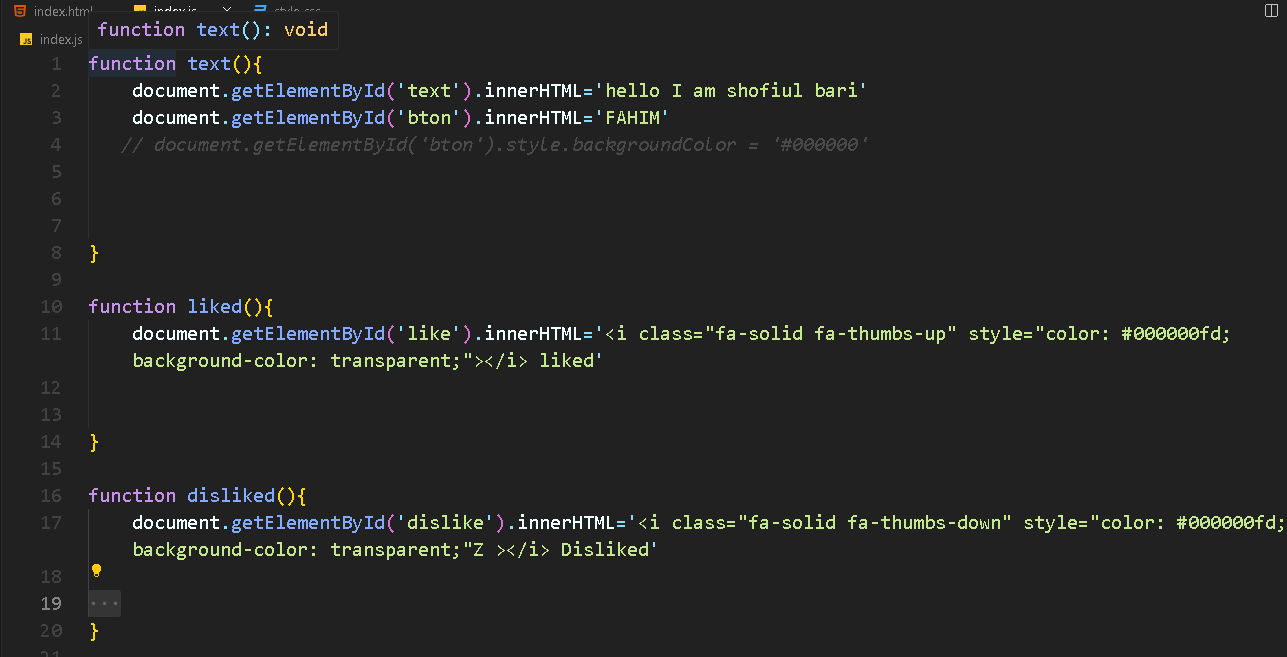 index.html
index.js
style.css
index.js
function text(): void
1 function text(){
2 document.getElementById('text').innerHTML='hello I am shofiul bari'
3 document.getElementById('bton').innerHTML='FAHIM'
4 // document.getElementById('bton').style.backgroundColor = '#000000'
5
6
7
8 }
9
10 function liked(){
11 document.getElementById('like').innerHTML='<i class="fa-solid fa-thumbs-up" style="color: #000000fd;
background-color: transparent;"></i> liked'
12
13
14 }
15
16 function disliked(){
17 document.getElementById('dislike').innerHTML='<i class="fa-solid fa-thumbs-down" style="color: #000000fd;
background-color: transparent;"Z ></i> Disliked'
18
19 ...
20 }
21